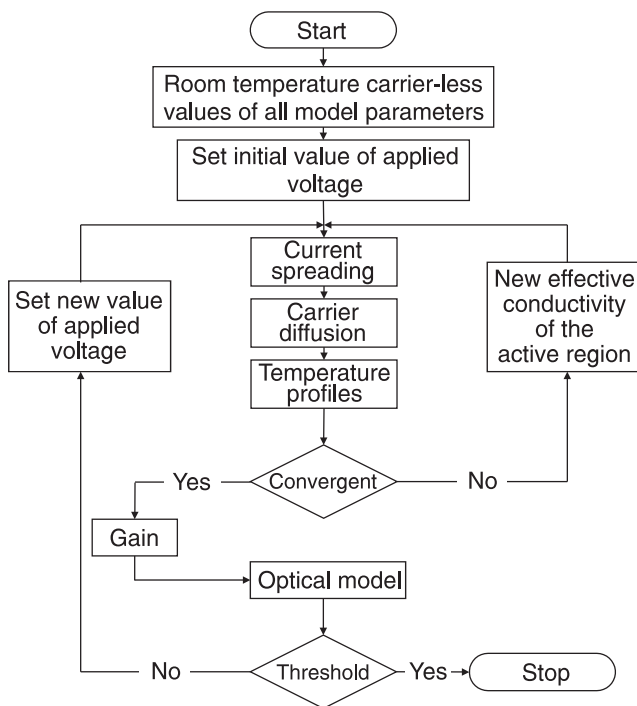 Start
Room temperature carrier-less
values of all model parameters
Set initial value of applied
voltage
Current
spreading
Set new value
of applied
voltage
Carrier
diffusion
New effective
conductivity
of the
active region
Temperature
profiles
Yes
Convergent
No
Gain
Optical model
No
Threshold
Yes
Stop